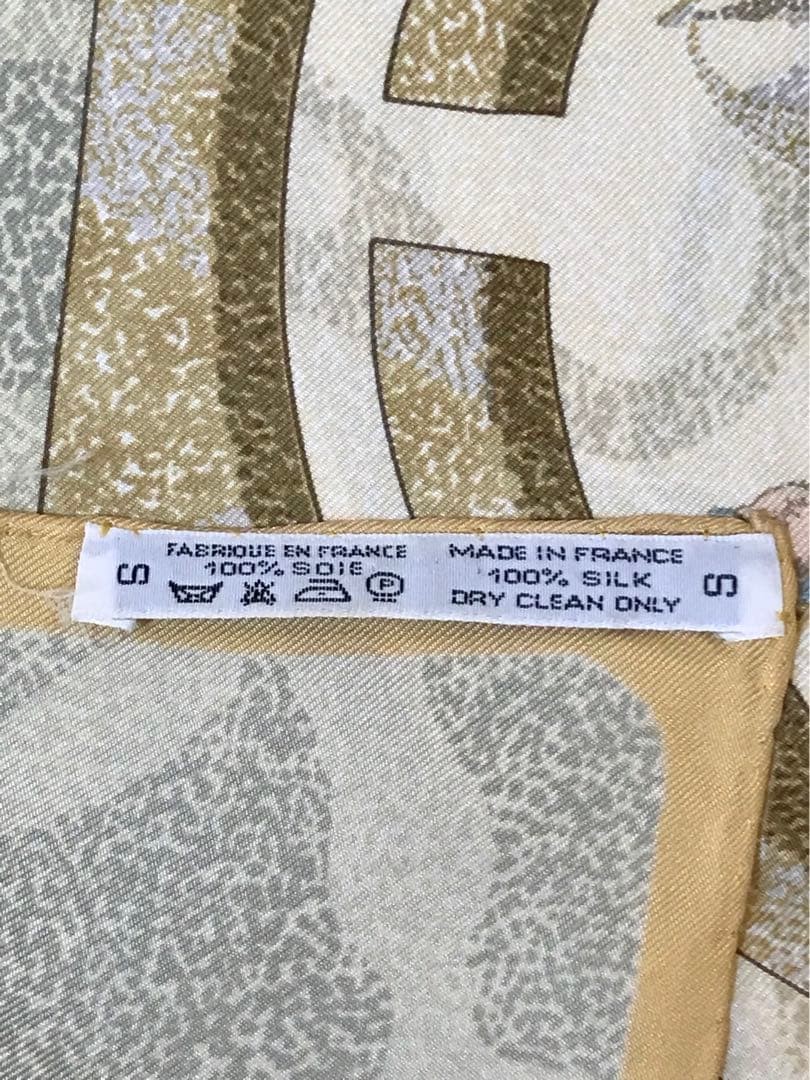 S
FABRIQUE EN FRANCE
100% SOIE
P
MADE IN FRANCE
100% SILK
DRY CLEAN ONLY
S